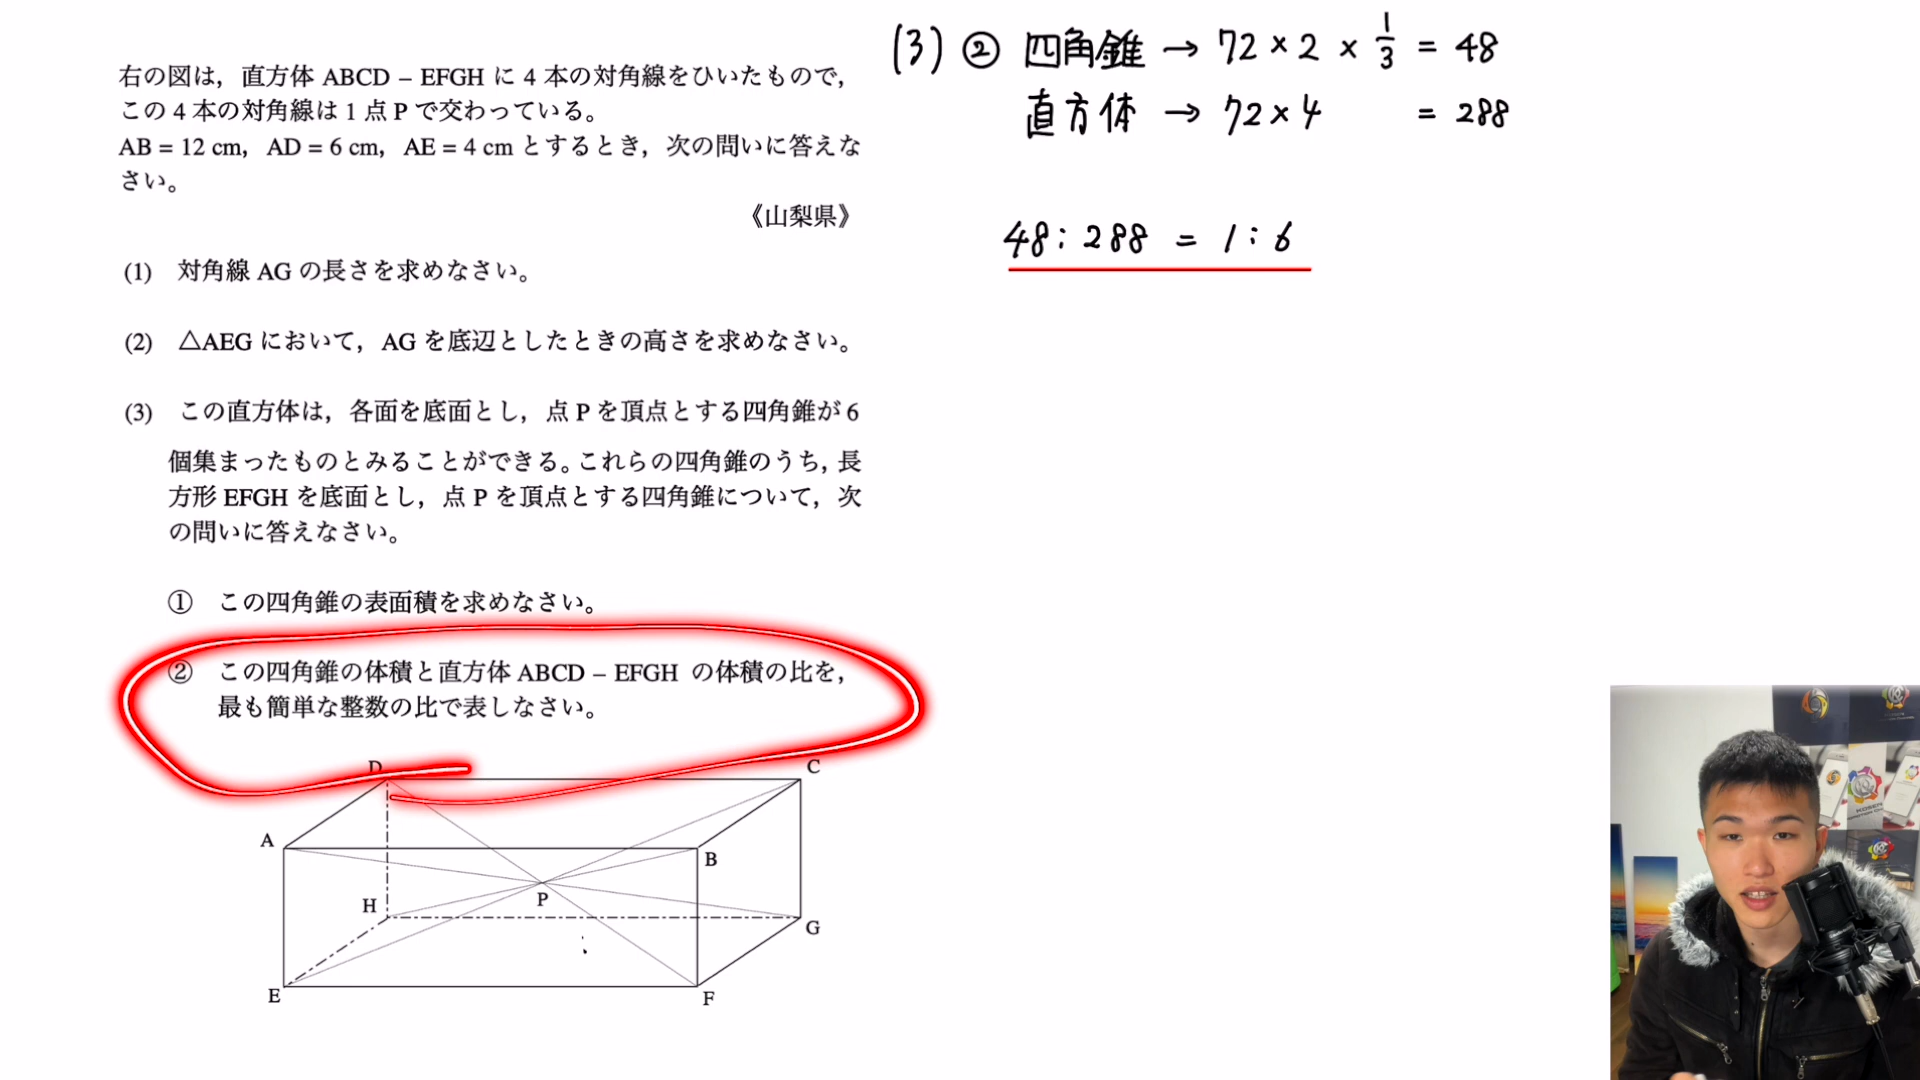 右の図は，直方体 ABCD – EFGH に 4 本の対角線をひいたもので，
この 4 本の対角線は 1 点 P で交わっている。
AB = 12 cm，AD = 6 cm，AE = 4 cm とするとき，次の問いに答えな
さい。
《山梨県》
(1) 対角線 AG の長さを求めなさい。
(2) △AEG において，AG を底辺としたときの高さを求めなさい。
(3) この直方体は，各面を底面とし，点 P を頂点とする四角錐が 6
個集まったものとみることができる。これらの四角錐のうち，長
方形 EFGH を底面とし，点 P を頂点とする四角錐について，次
の問いに答えなさい。
① この四角錐の表面積を求めなさい。
② この四角錐の体積と直方体 ABCD – EFGH の体積の比を，
最も簡単な整数の比で表しなさい。
D
C
A
B
H
P
G
E
F
(3) ② 四角錐 → 72 × 2 × 1/3 = 48
直方体 → 72 × 4 = 288
48 : 288 = 1 : 6